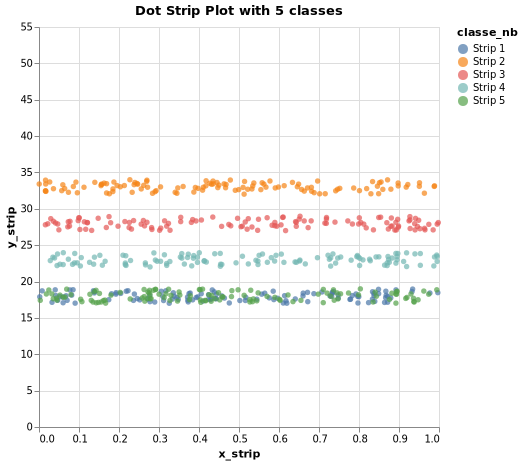 Dot Strip Plot with 5 classes
classe_nb
Strip 1
Strip 2
Strip 3
Strip 4
Strip 5
y_strip
55
50
45
40
35
30
25
20
15
10
5
0
0.0 0.1 0.2 0.3 0.4 0.5 0.6 0.7 0.8 0.9 1.0
x_strip